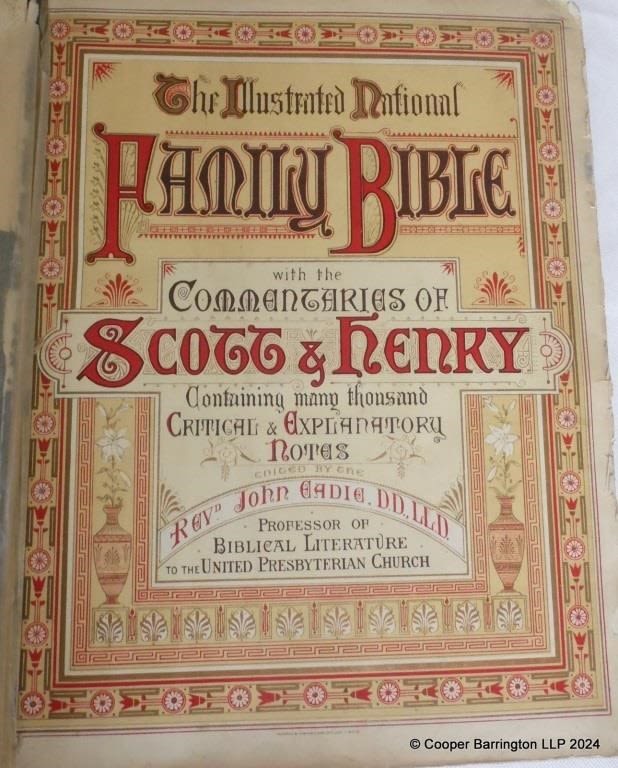 The Illustrated National
FAMILY BIBLE
with the
COMMENTARIES OF
SCOTT & HENRY
Containing many thousand
CRITICAL & EXPLANATORY
NOTES
EDITED BY THE
REVD JOHN EADIE, DD, LLD.
PROFESSOR OF
BIBLICAL LITERATURE
TO THE UNITED PRESBYTERIAN CHURCH
© Cooper Barrington LLP 2024